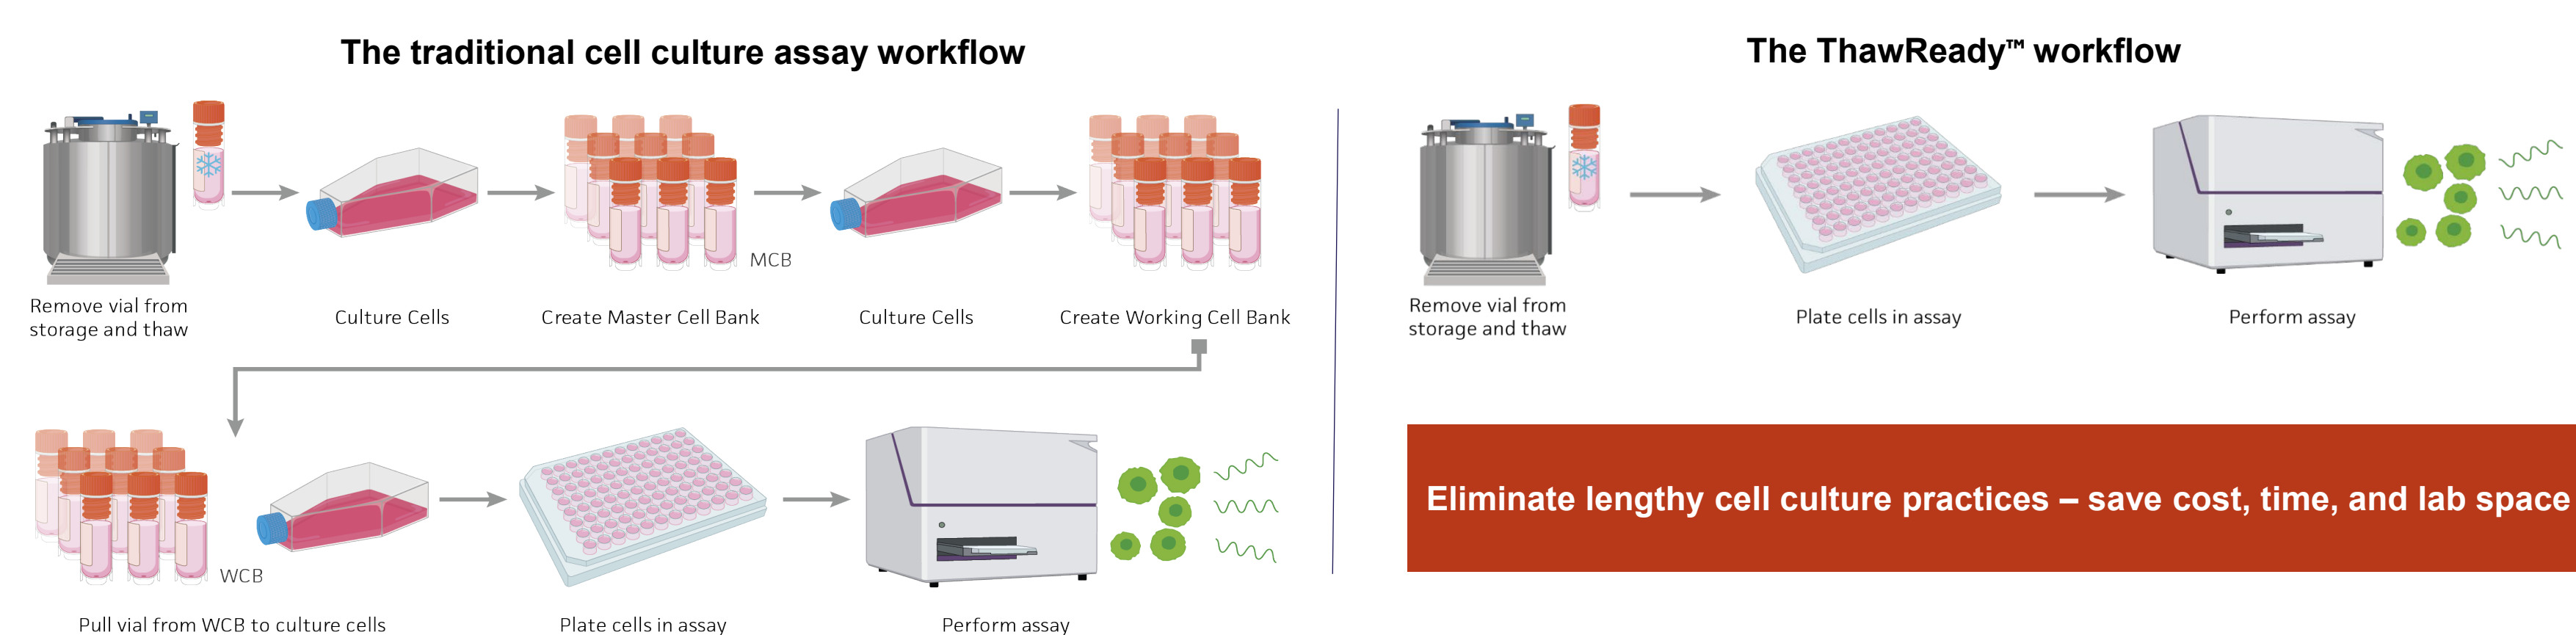 The traditional cell culture assay workflow
MCB
Remove vial from
storage and thaw
Culture Cells
Create Master Cell Bank
Culture Cells
Create Working Cell Bank
WCB
Pull vial from WCB to culture cells
Plate cells in assay
Perform assay
The ThawReady™ workflow
Remove vial from
storage and thaw
Plate cells in assay
Perform assay
Eliminate lengthy cell culture practices – save cost, time, and lab space